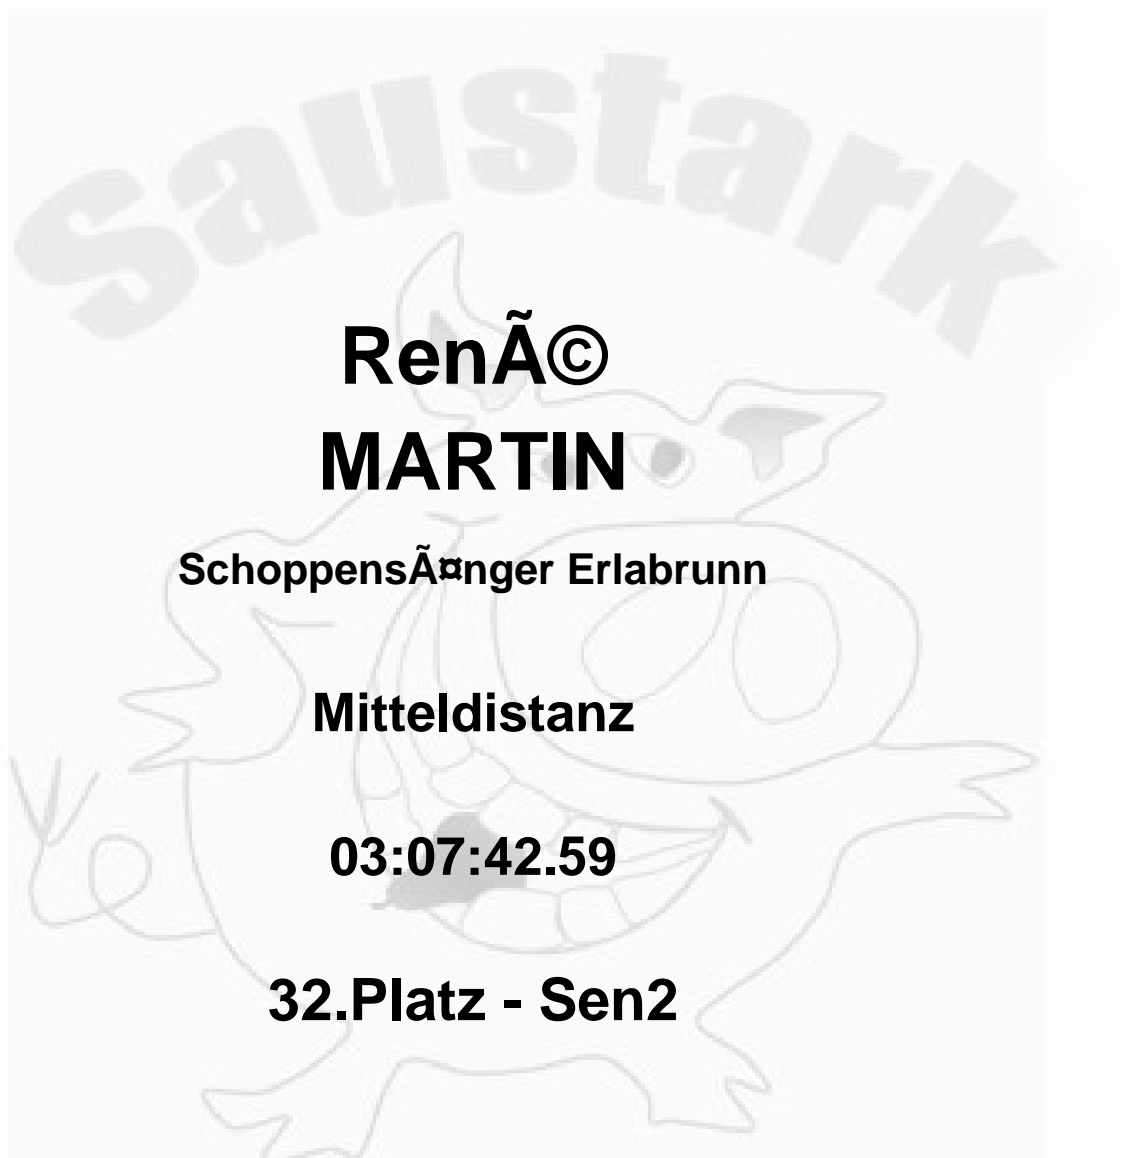 Saustark
RenÃ©
MARTIN
SchoppensÃ¤nger Erlabrunn
Mitteldistanz
03:07:42.59
32.Platz - Sen2